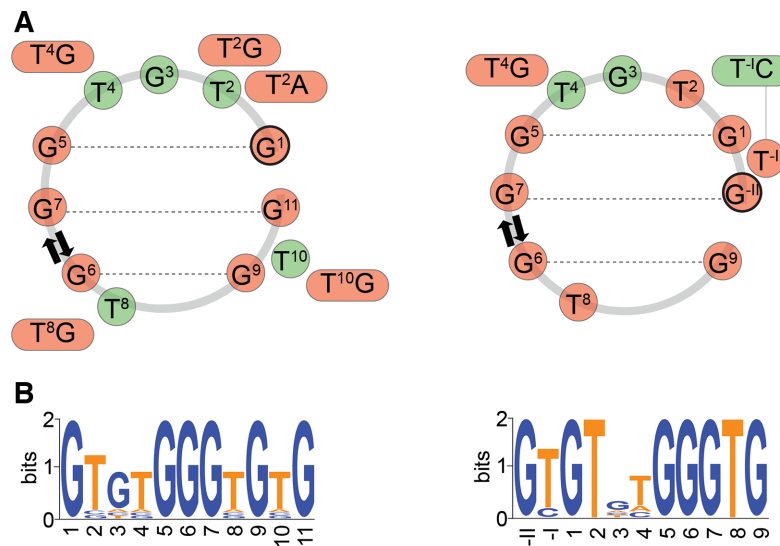 A
T²G
T⁴G
T²A
G³
T⁴
T²
G⁵
G¹
G⁷
G¹¹
G⁶
G⁹
T¹⁰
T¹⁰G
T⁸
T⁸G
T⁴G
T⁻ᴵC
G³
T⁴
T²
G⁵
G¹
T⁻ᴵ
G⁷
G⁻ᴵᴵ
G⁶
G⁹
T⁸
B
2
1
0
bits
GTGTGGGTGTG
1 2 3 4 5 6 7 8 9 10 11
2
1
0
bits
GTGTGTGGGTG
-II -I 1 2 3 4 5 6 7 8 9